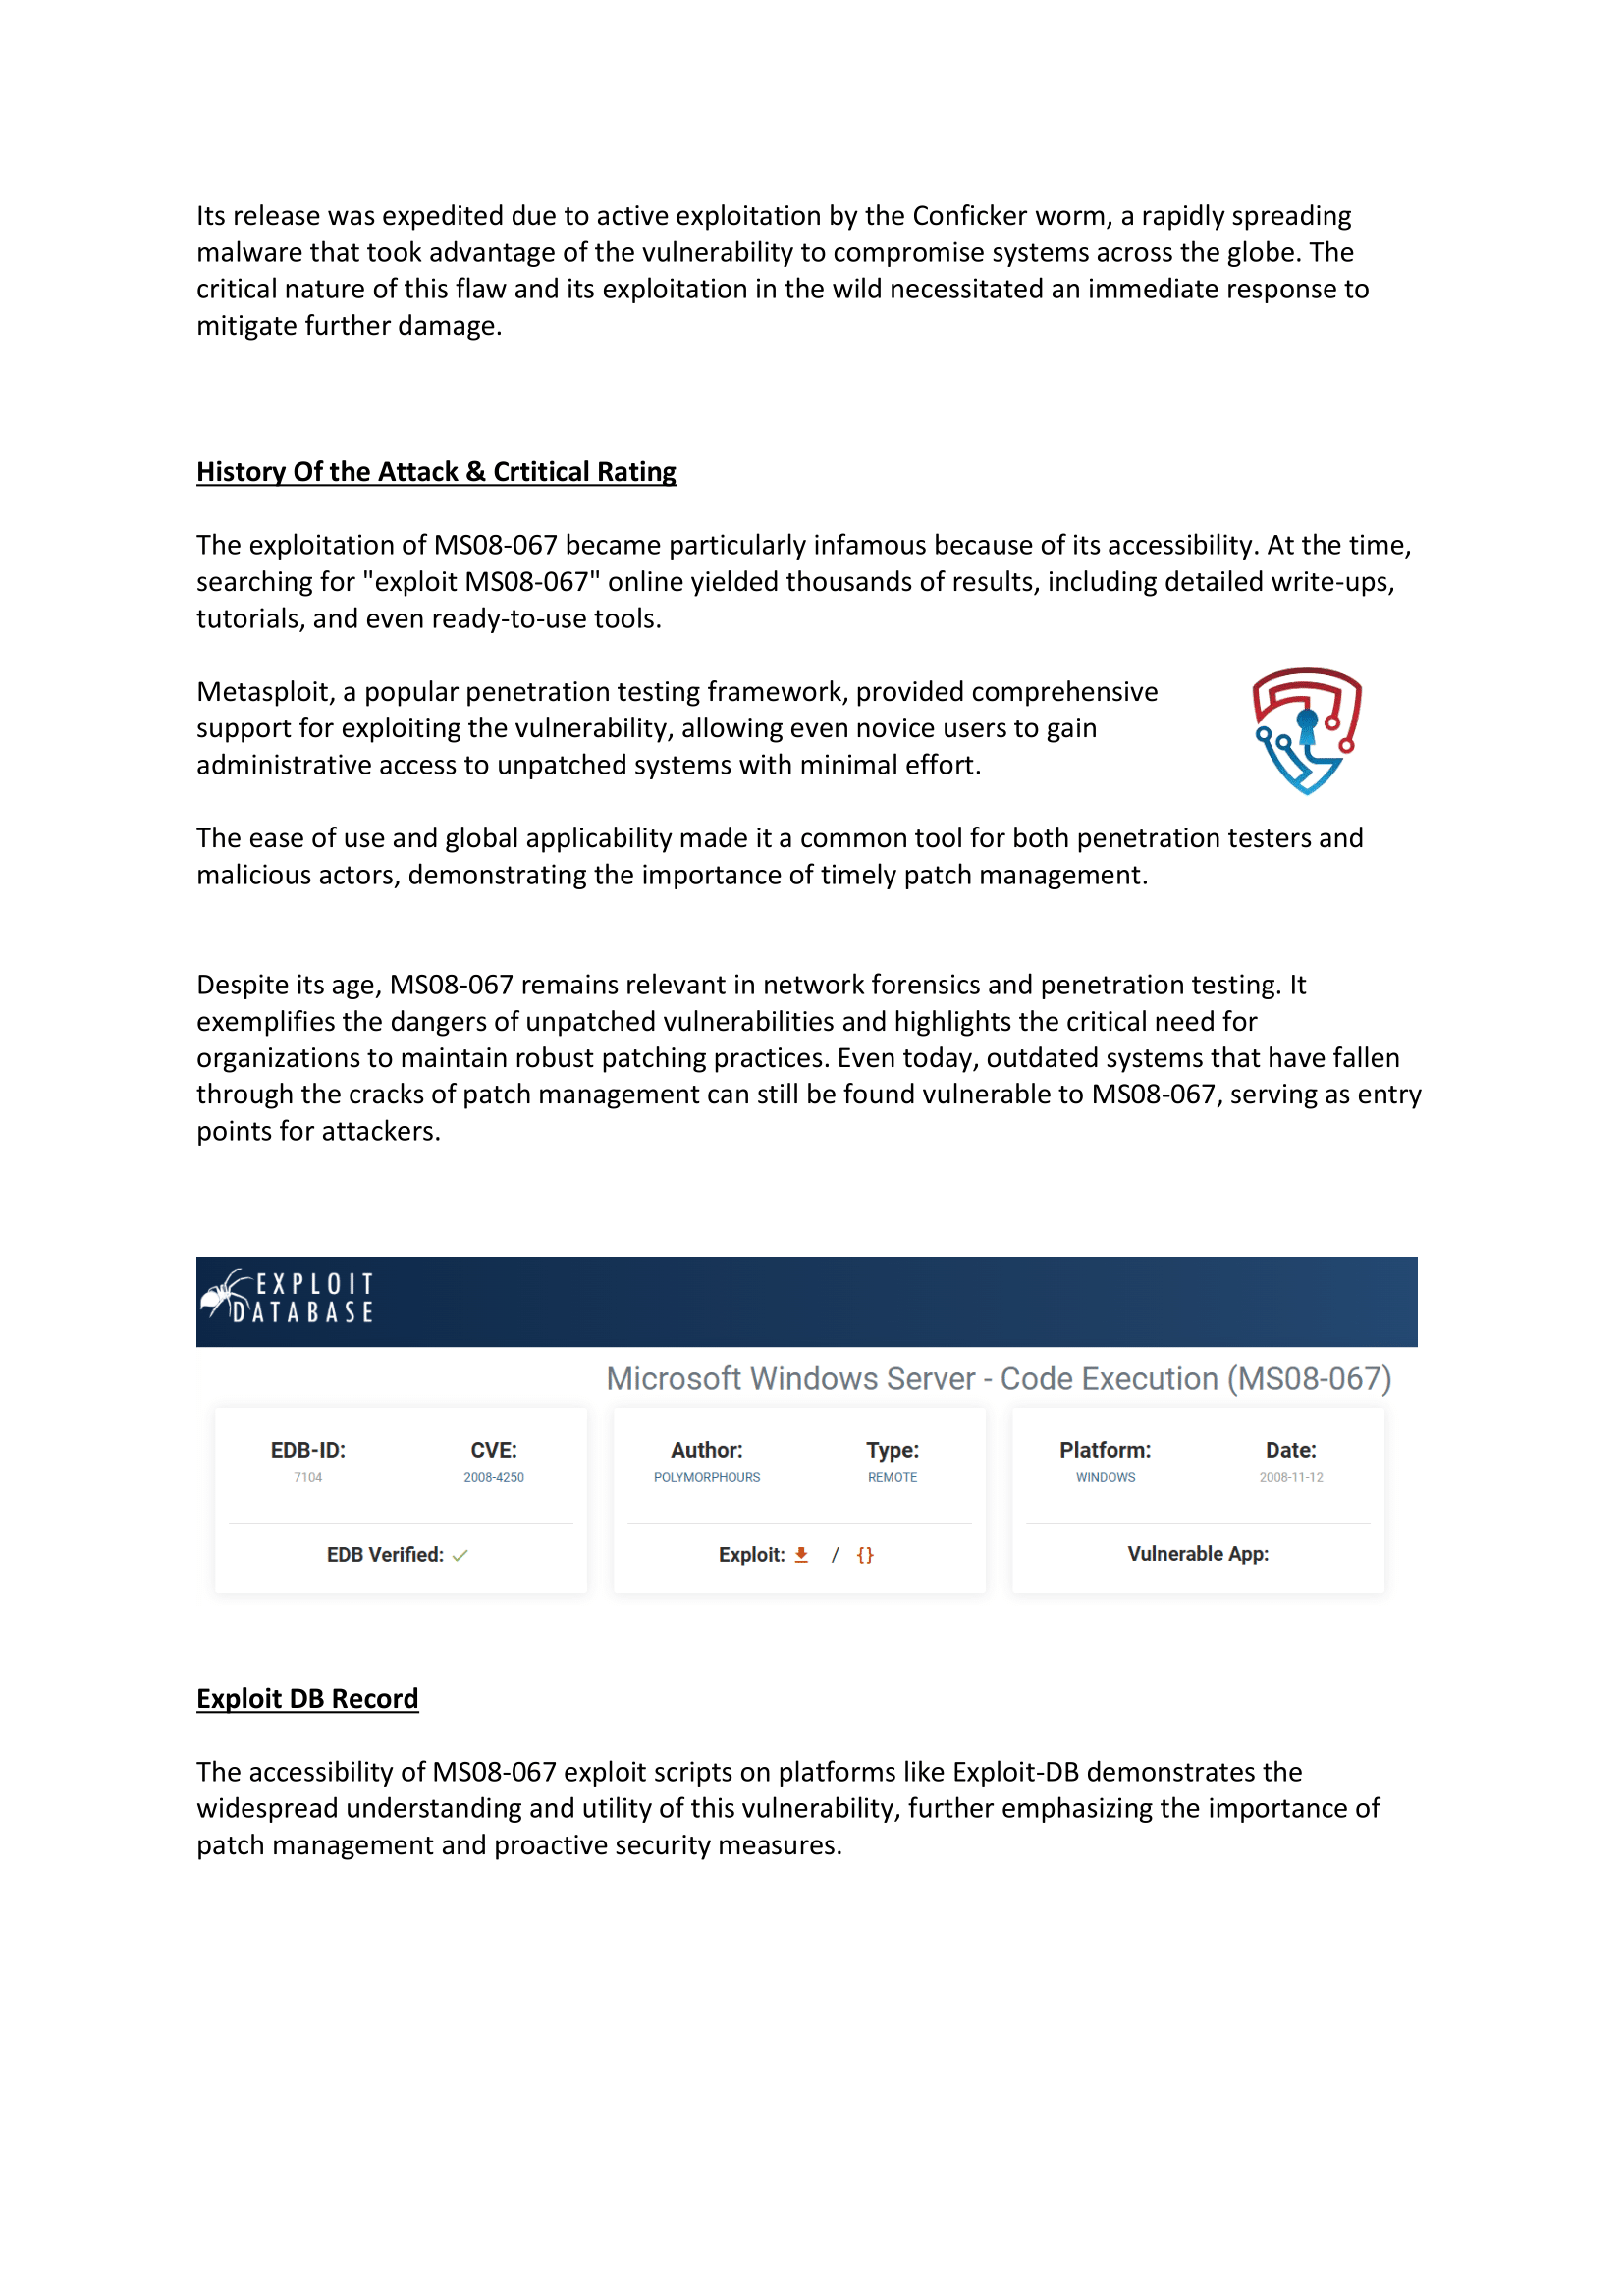 Its release was expedited due to active exploitation by the Conficker worm, a rapidly spreading
malware that took advantage of the vulnerability to compromise systems across the globe. The
critical nature of this flaw and its exploitation in the wild necessitated an immediate response to
mitigate further damage.
History Of the Attack & Crtitical Rating
The exploitation of MS08-067 became particularly infamous because of its accessibility. At the time,
searching for "exploit MS08-067" online yielded thousands of results, including detailed write-ups,
tutorials, and even ready-to-use tools.
Metasploit, a popular penetration testing framework, provided comprehensive
support for exploiting the vulnerability, allowing even novice users to gain
administrative access to unpatched systems with minimal effort.
The ease of use and global applicability made it a common tool for both penetration testers and
malicious actors, demonstrating the importance of timely patch management.
Despite its age, MS08-067 remains relevant in network forensics and penetration testing. It
exemplifies the dangers of unpatched vulnerabilities and highlights the critical need for
organizations to maintain robust patching practices. Even today, outdated systems that have fallen
through the cracks of patch management can still be found vulnerable to MS08-067, serving as entry
points for attackers.
EXPLOIT
DATABASE
Microsoft Windows Server - Code Execution (MS08-067)
EDB-ID: CVE: Author: Type: Platform: Date:
7104 2008-4250 POLYMORPHOURS REMOTE WINDOWS 2008-11-12
EDB Verified: Exploit: / {} Vulnerable App:
Exploit DB Record
The accessibility of MS08-067 exploit scripts on platforms like Exploit-DB demonstrates the
widespread understanding and utility of this vulnerability, further emphasizing the importance of
patch management and proactive security measures.